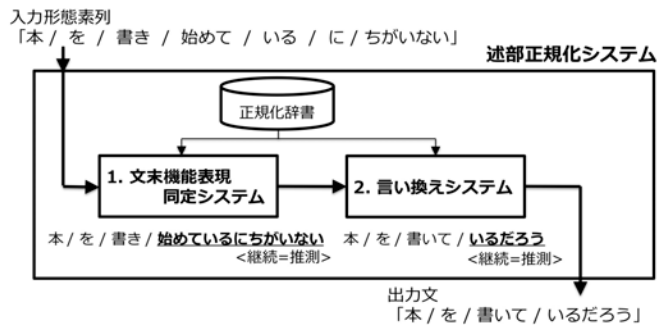 入力形態素列
「本 / を / 書き / 始めて / いる / に / ちがいない」
述部正規化システム
正規化辞書
1. 文末機能表現
同定システム
2. 言い換えシステム
本 / を / 書き / 始めているにちがいない
<継続=推測>
本 / を / 書いて / いるだろう
<継続=推測>
出力文
「本 / を / 書いて / いるだろう」